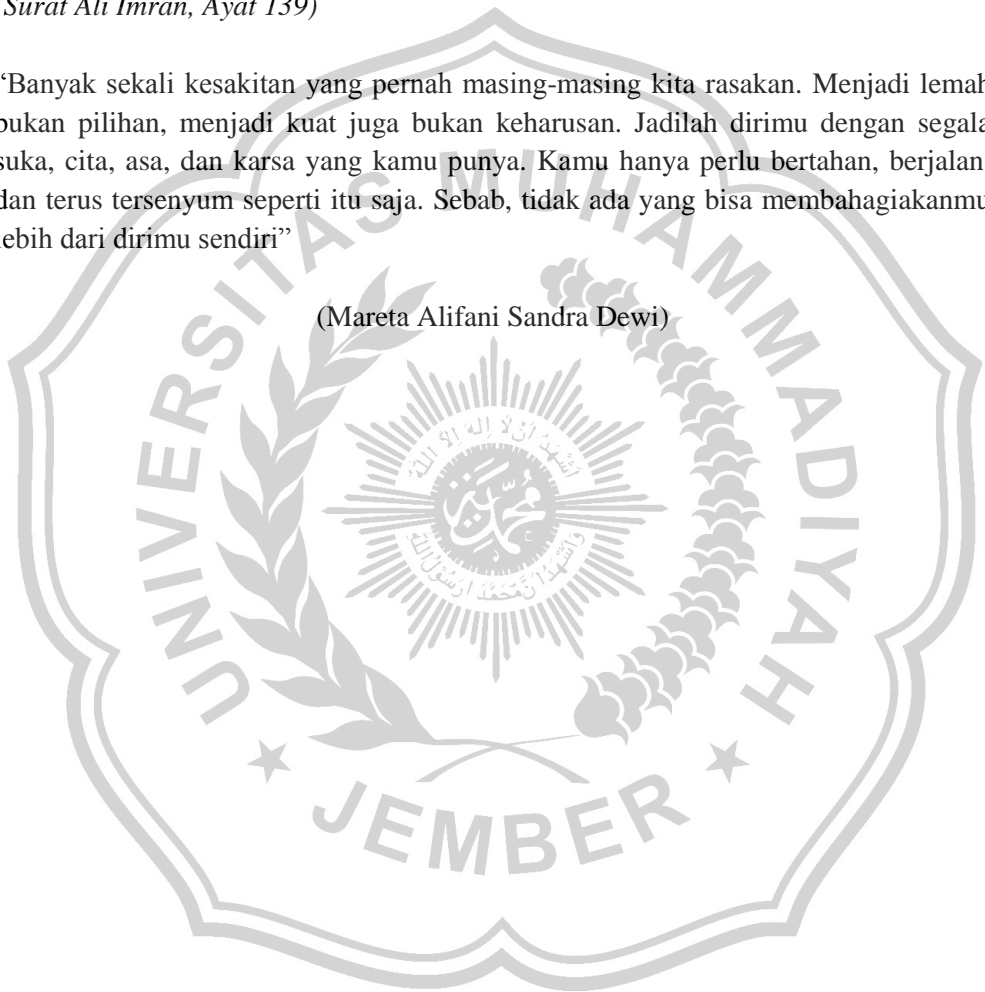 Surat Ali Imran, Ayat 139)
“Banyak sekali kesakitan yang pernah masing-masing kita rasakan. Menjadi lemah
bukan pilihan, menjadi kuat juga bukan keharusan. Jadilah dirimu dengan segala
suka, cita, asa, dan karsa yang kamu punya. Kamu hanya perlu bertahan, berjalan
dan terus tersenyum seperti itu saja. Sebab, tidak ada yang bisa membahagiakanmu
lebih dari dirimu sendiri”
(Mareta Alifani Sandra Dewi)
UNIVERSITAS MUHAMMADIYAH
JEMBER